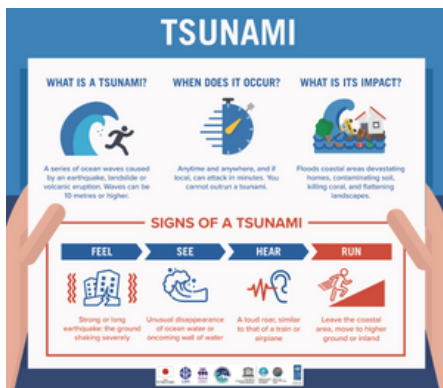 TSUNAMI
WHAT IS A TSUNAMI?
A series of ocean waves caused
by an earthquake, landslide or
volcanic eruption. Waves can be
10 metres or higher.
WHEN DOES IT OCCUR?
Anytime and anywhere, and if
local, can attack in minutes. You
cannot outrun a tsunami.
WHAT IS ITS IMPACT?
Floods coastal areas devastating
homes, contaminating soil,
killing coral, and flattening
landscapes.
SIGNS OF A TSUNAMI
FEEL
SEE
HEAR
RUN
Strong or long
earthquake: the ground
shaking severely
Unusual disappearance
of ocean water or
oncoming wall of water
A loud roar, similar
to that of a train or
airplane
Leave the coastal
area, move to higher
ground or inland